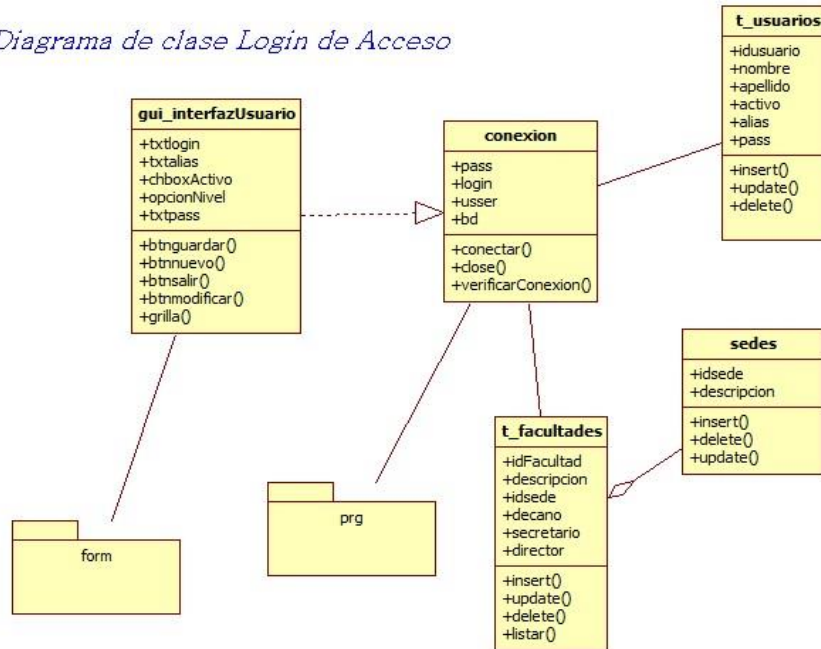 Diagrama de clase Login de Acceso
t_usuarios
+idusuario
+nombre
+apellido
+activo
+alias
+pass
+insert()
+update()
+delete()
gui_interfazUsuario
+txtlogin
+txtalias
+chboxActivo
+opcionNivel
+txtpass
+btnguardar()
+btnnuevo()
+btnsalir()
+btnmodificar()
+grilla()
conexion
+pass
+login
+usser
+bd
+conectar()
+close()
+verificarConexion()
sedes
+idsede
+descripcion
+insert()
+delete()
+update()
t_facultades
+idFacultad
+descripcion
+idsede
+decano
+secretario
+director
+insert()
+update()
+delete()
+listar()
prg
form